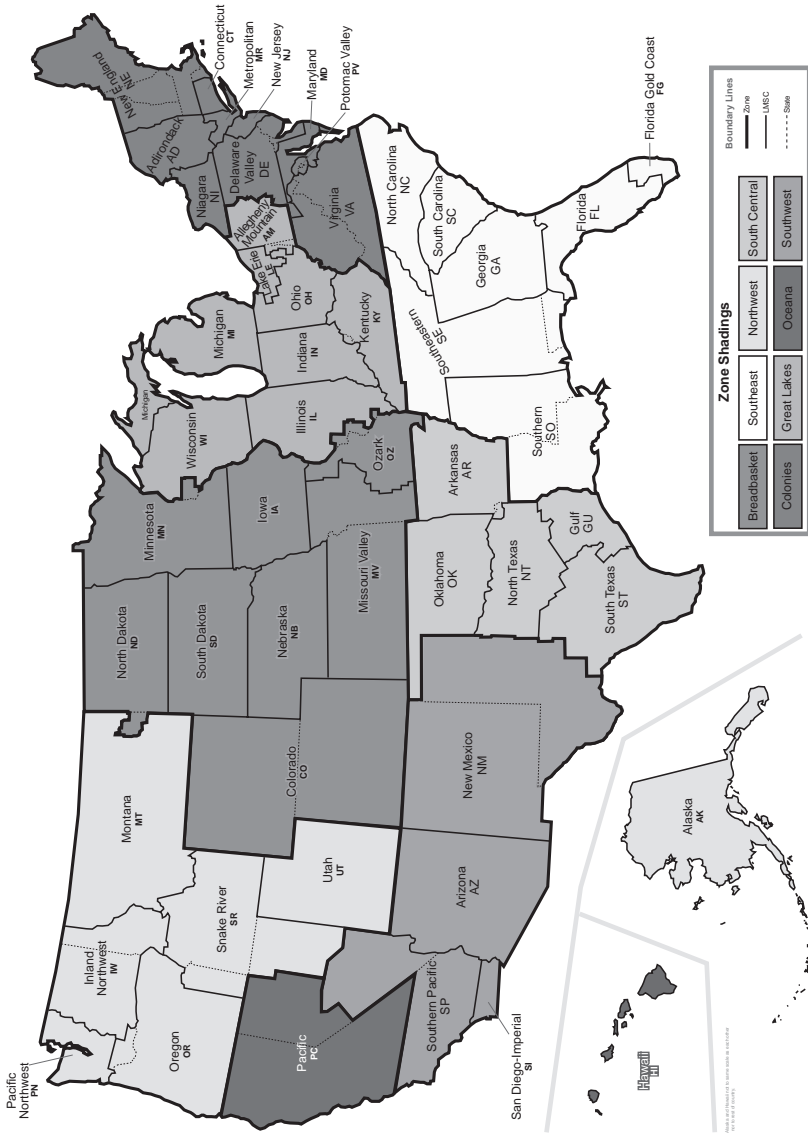 Pacific
Northwest
PN
Inland
Northwest
IW
Oregon
OR
Montana
MT
Snake River
SR
Utah
UT
Pacific
PC
Southern Pacific
SP
San Diego-Imperial
SI
Arizona
AZ
New Mexico
NM
Colorado
CO
North Dakota
ND
South Dakota
SD
Nebraska
NB
Missouri Valley
MV
Minnesota
MN
Iowa
IA
Ozark
OZ
Oklahoma
OK
Arkansas
AR
North Texas
NT
Gulf
GU
South Texas
ST
Michigan
Wisconsin
WI
Michigan
MI
Illinois
IL
Indiana
IN
Ohio
OH
Lake Erie
LE
Allegheny
Mountain
AM
Kentucky
KY
Niagara
NI
Adirondack
AD
New England
NE
Connecticut
CT
Metropolitan
MR
New Jersey
NJ
Delaware
Valley
DE
Maryland
MD
Potomac Valley
PV
Virginia
VA
North Carolina
NC
South Carolina
SC
Georgia
GA
Southeastern
SE
Southern
SO
Florida
FL
Florida Gold Coast
FG
Alaska
AK
Hawaii
HI
Zone Shadings
Breadbasket
Southeast
Northwest
South Central
Colonies
Great Lakes
Oceana
Southwest
Boundary Lines
Zone
LMSC
State